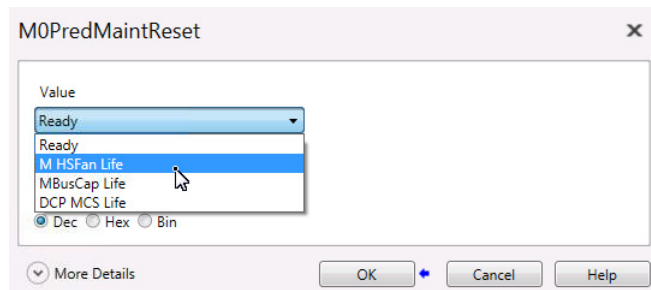 M0PredMaintReset
Value
Ready
Ready
M HSFan Life
MBusCap Life
DCP MCS Life
Dec Hex Bin
More Details OK Cancel Help